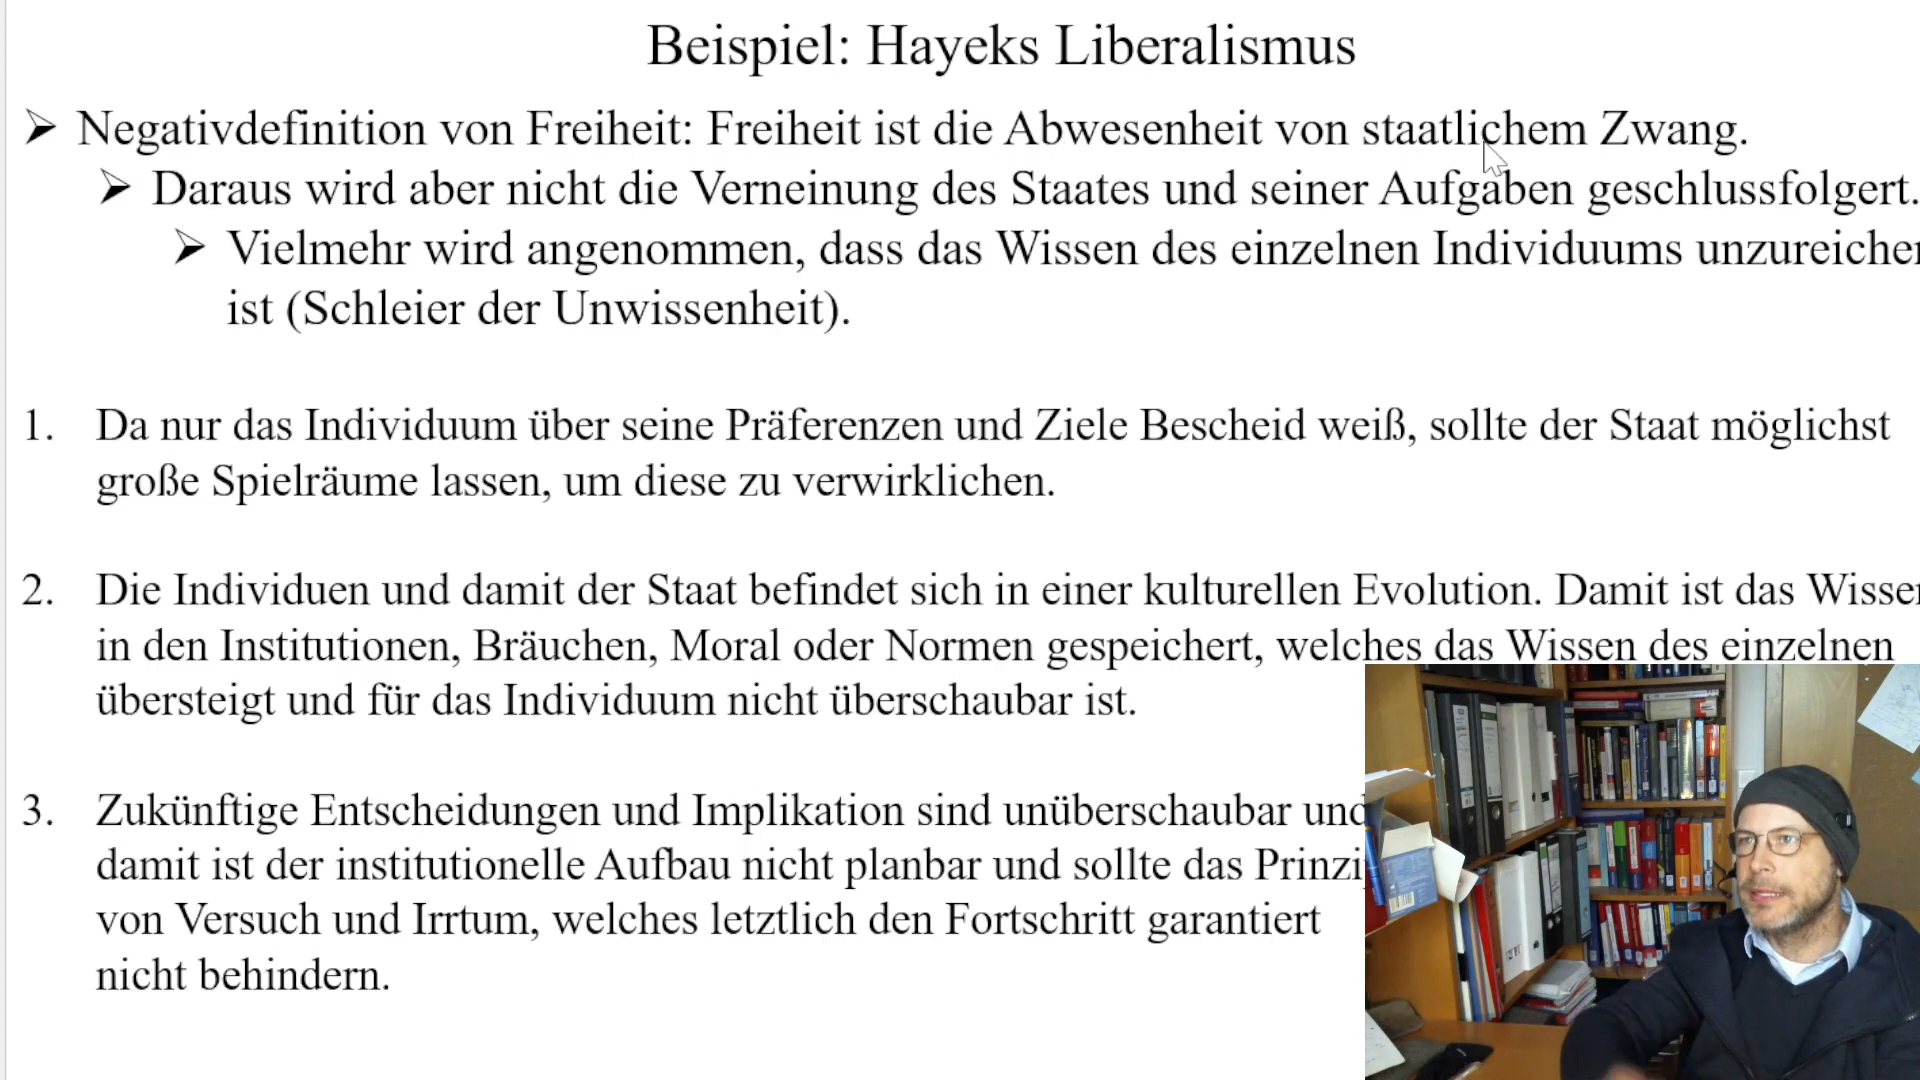 Beispiel: Hayeks Liberalismus
➢ Negativdefinition von Freiheit: Freiheit ist die Abwesenheit von staatlichem Zwang.
➢ Daraus wird aber nicht die Verneinung des Staates und seiner Aufgaben geschlussfolgert.
➢ Vielmehr wird angenommen, dass das Wissen des einzelnen Individuums
ist (Schleier der Unwissenheit).
1. Da nur das Individuum über seine Präferenzen und Ziele Bescheid weiß, sollte der Staat möglichst
große Spielräume lassen, um diese zu verwirklichen.
2. Die Individuen und damit der Staat befindet sich in einer kulturellen Evolution. Damit ist das
in den Institutionen, Bräuchen, Moral oder Normen gespeichert, welches das Wissen des einzelnen
übersteigt und für das Individuum nicht überschaubar ist.
3. Zukünftige Entscheidungen und Implikation sind unüberschaubar und
damit ist der institutionelle Aufbau nicht planbar und sollte das
von Versuch und Irrtum, welches letztlich den Fortschritt garantiert
nicht behindern.